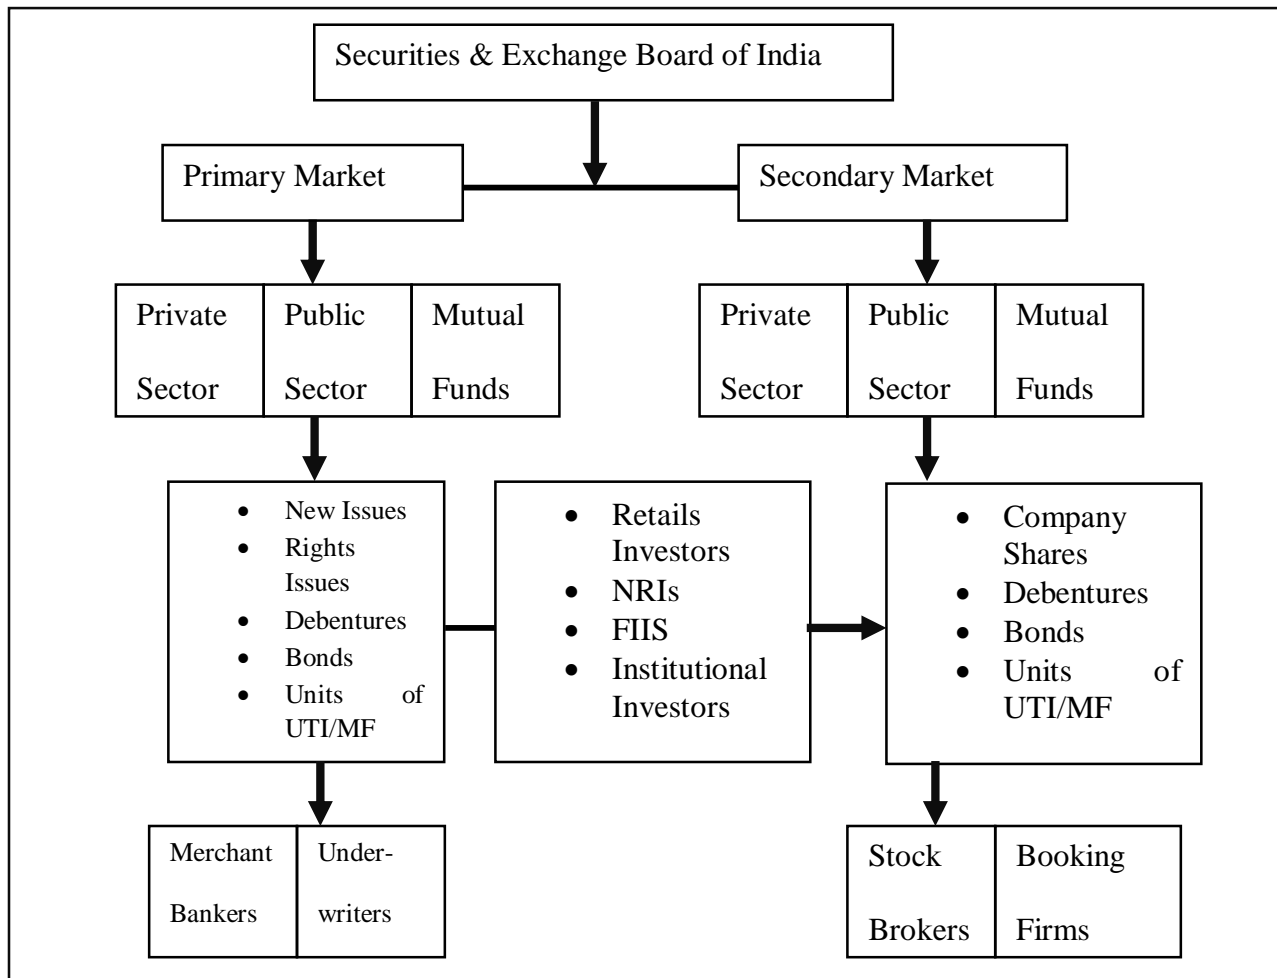 Securities & Exchange Board of India
Primary Market
Secondary Market
Private
Sector
Public
Sector
Mutual
Funds
Private
Sector
Public
Sector
Mutual
Funds
• New Issues
• Rights
Issues
• Debentures
• Bonds
• Units of
UTI/MF
• Retails
Investors
• NRIs
• FIIS
• Institutional
Investors
• Company
Shares
• Debentures
• Bonds
• Units of
UTI/MF
Merchant
Bankers
Under-
writers
Stock
Brokers
Booking
Firms